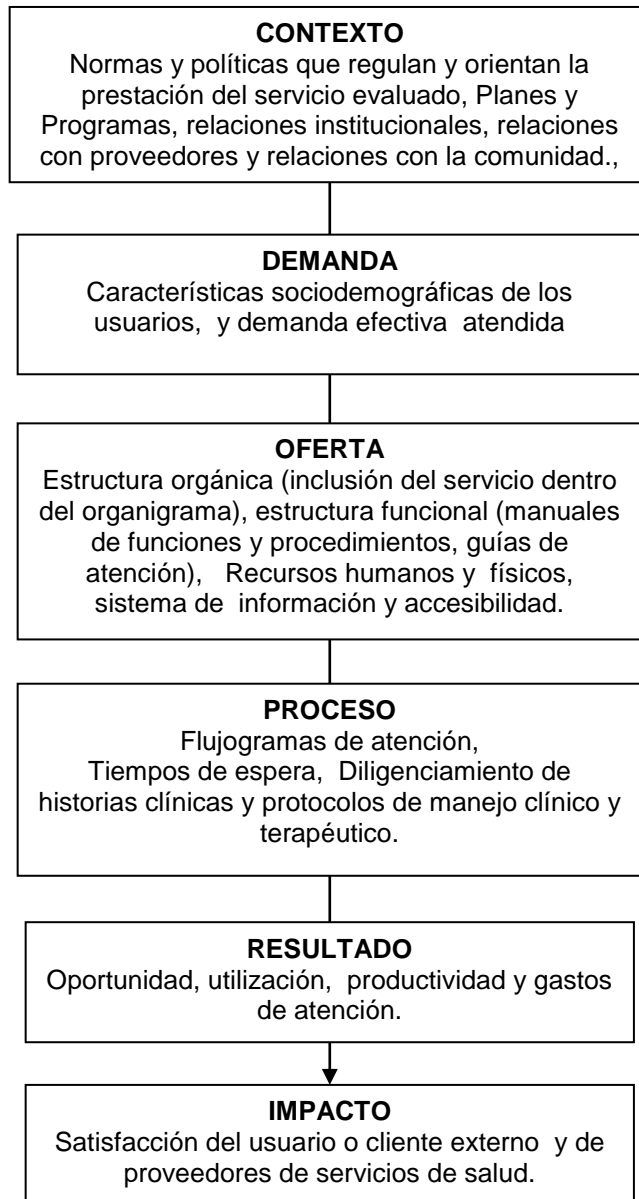 CONTEXTO
Normas y políticas que regulan y orientan la
prestación del servicio evaluado, Planes y
Programas, relaciones institucionales, relaciones
con proveedores y relaciones con la comunidad.,
DEMANDA
Características sociodemográficas de los
usuarios, y demanda efectiva atendida
OFERTA
Estructura orgánica (inclusión del servicio dentro
del organigrama), estructura funcional (manuales
de funciones y procedimientos, guías de
atención), Recursos humanos y físicos,
sistema de información y accesibilidad.
PROCESO
Flujogramas de atención,
Tiempos de espera, Diligenciamiento de
historias clínicas y protocolos de manejo clínico y
terapéutico.
RESULTADO
Oportunidad, utilización, productividad y gastos
de atención.
IMPACTO
Satisfacción del usuario o cliente externo y de
proveedores de servicios de salud.